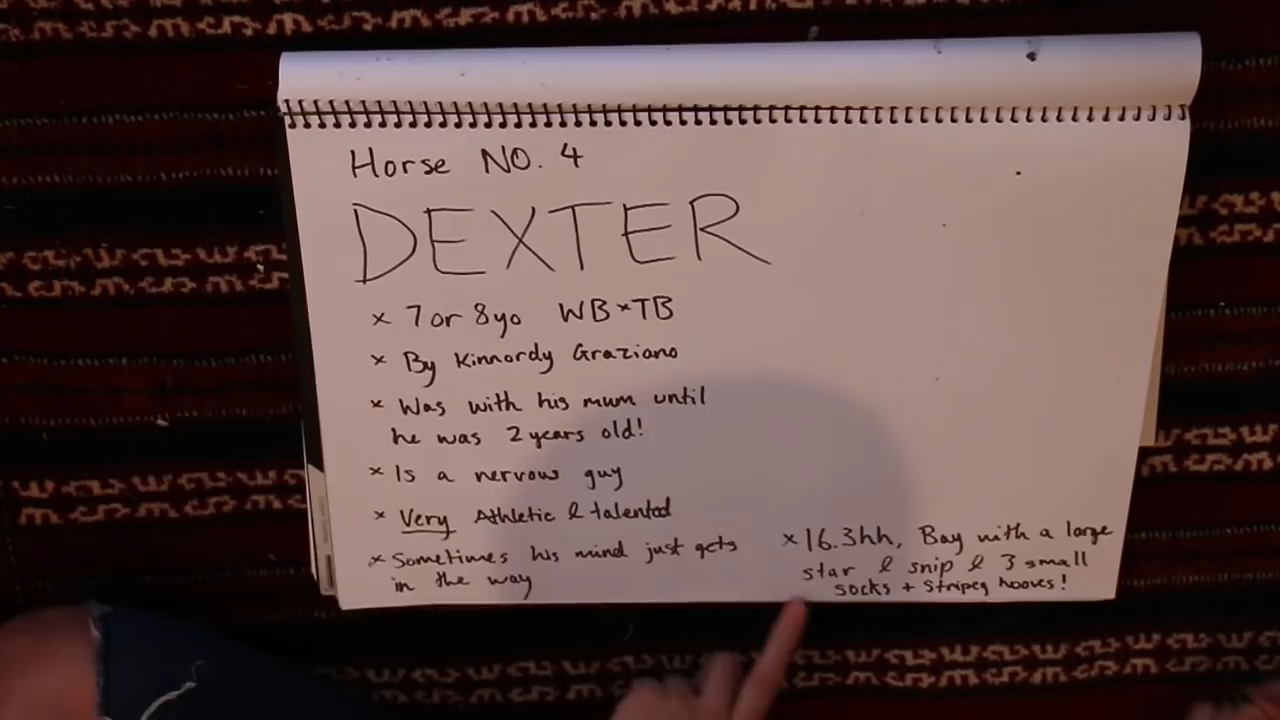 Horse NO. 4
DEXTER
× 7 or 8yo WB×TB
× By Kinnordy Graziano
× Was with his mum until
he was 2 years old!
× Is a nervous guy
× Very Athletic & talented
× Sometimes his mind just gets
in the way
× 16.3hh, Bay with a large
star & snip & 3 small
socks + Stripey hooves!